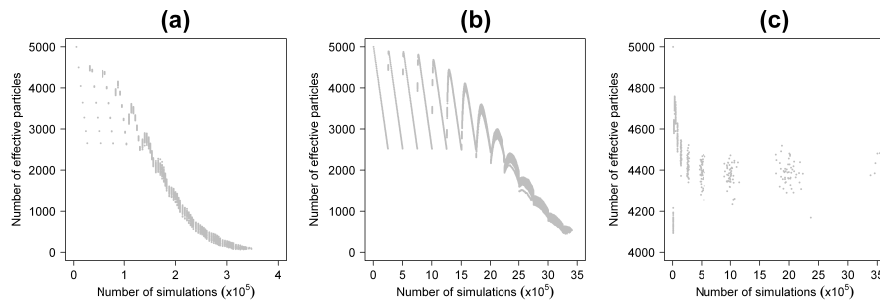 (a)
Number of effective particles
5000
4000
3000
2000
1000
0
0 1 2 3 4
Number of simulations (x10⁵)
(b)
Number of effective particles
5000
4000
3000
2000
1000
0
0 5 10 15 20 25 30 35
Number of simulations (x10⁵)
(c)
Number of effective particles
5000
4800
4600
4400
4200
4000
0 5 10 15 20 25 30 35
Number of simulations (x10⁵)